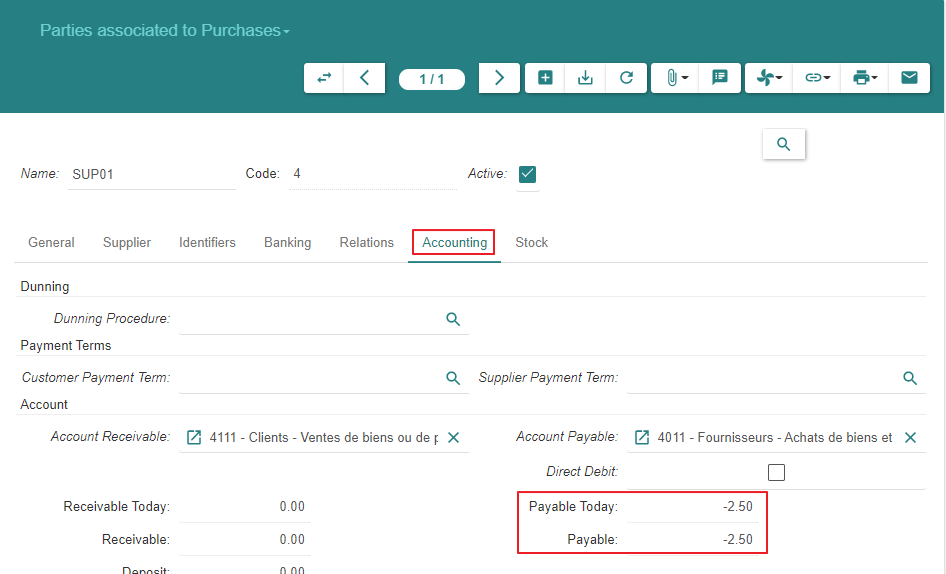 Parties associated to Purchases
1 / 1
Name: SUP01 Code: 4 Active:
General Supplier Identifiers Banking Relations Accounting Stock
Dunning
Dunning Procedure:
Payment Terms
Customer Payment Term: Supplier Payment Term:
Account
Account Receivable: 4111 - Clients - Ventes de biens ou de p Account Payable: 4011 - Fournisseurs - Achats de biens et
Direct Debit:
Receivable Today: 0.00 Payable Today: -2.50
Receivable: 0.00 Payable: -2.50
Deposit: 0.00